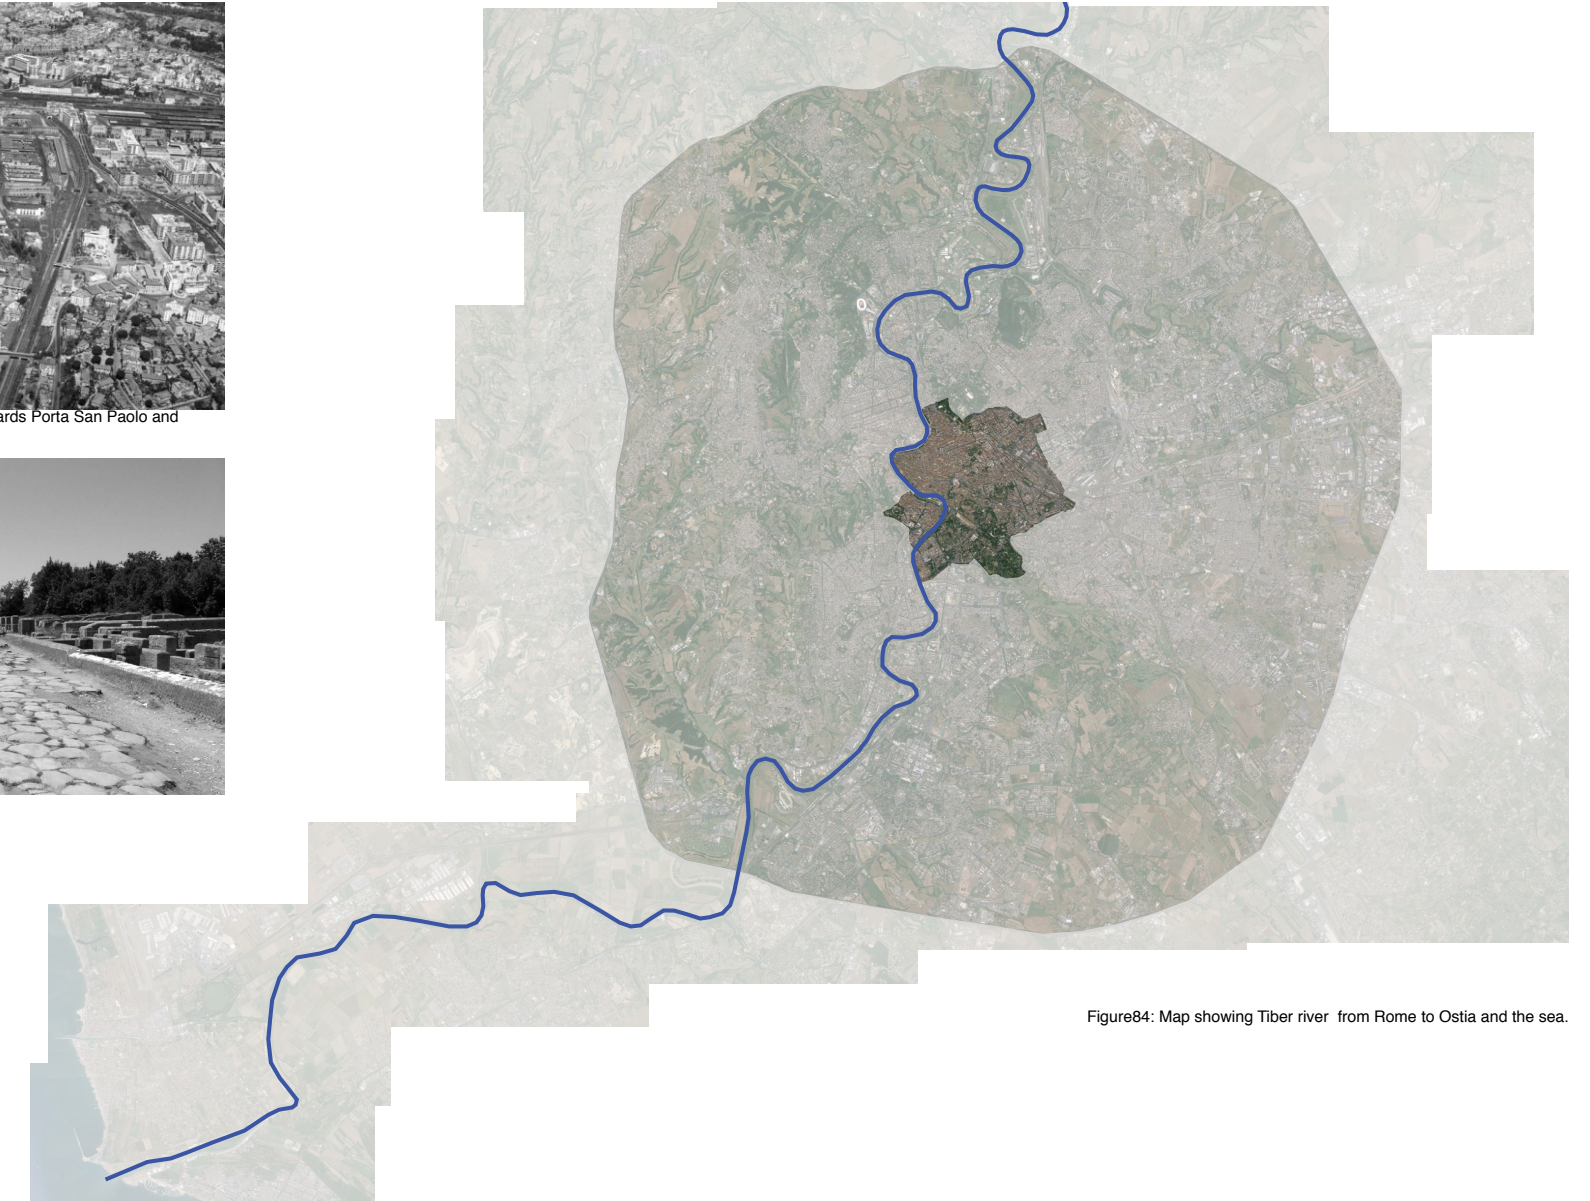 ards Porta San Paolo and
Figure84: Map showing Tiber river  from Rome to Ostia and the sea.